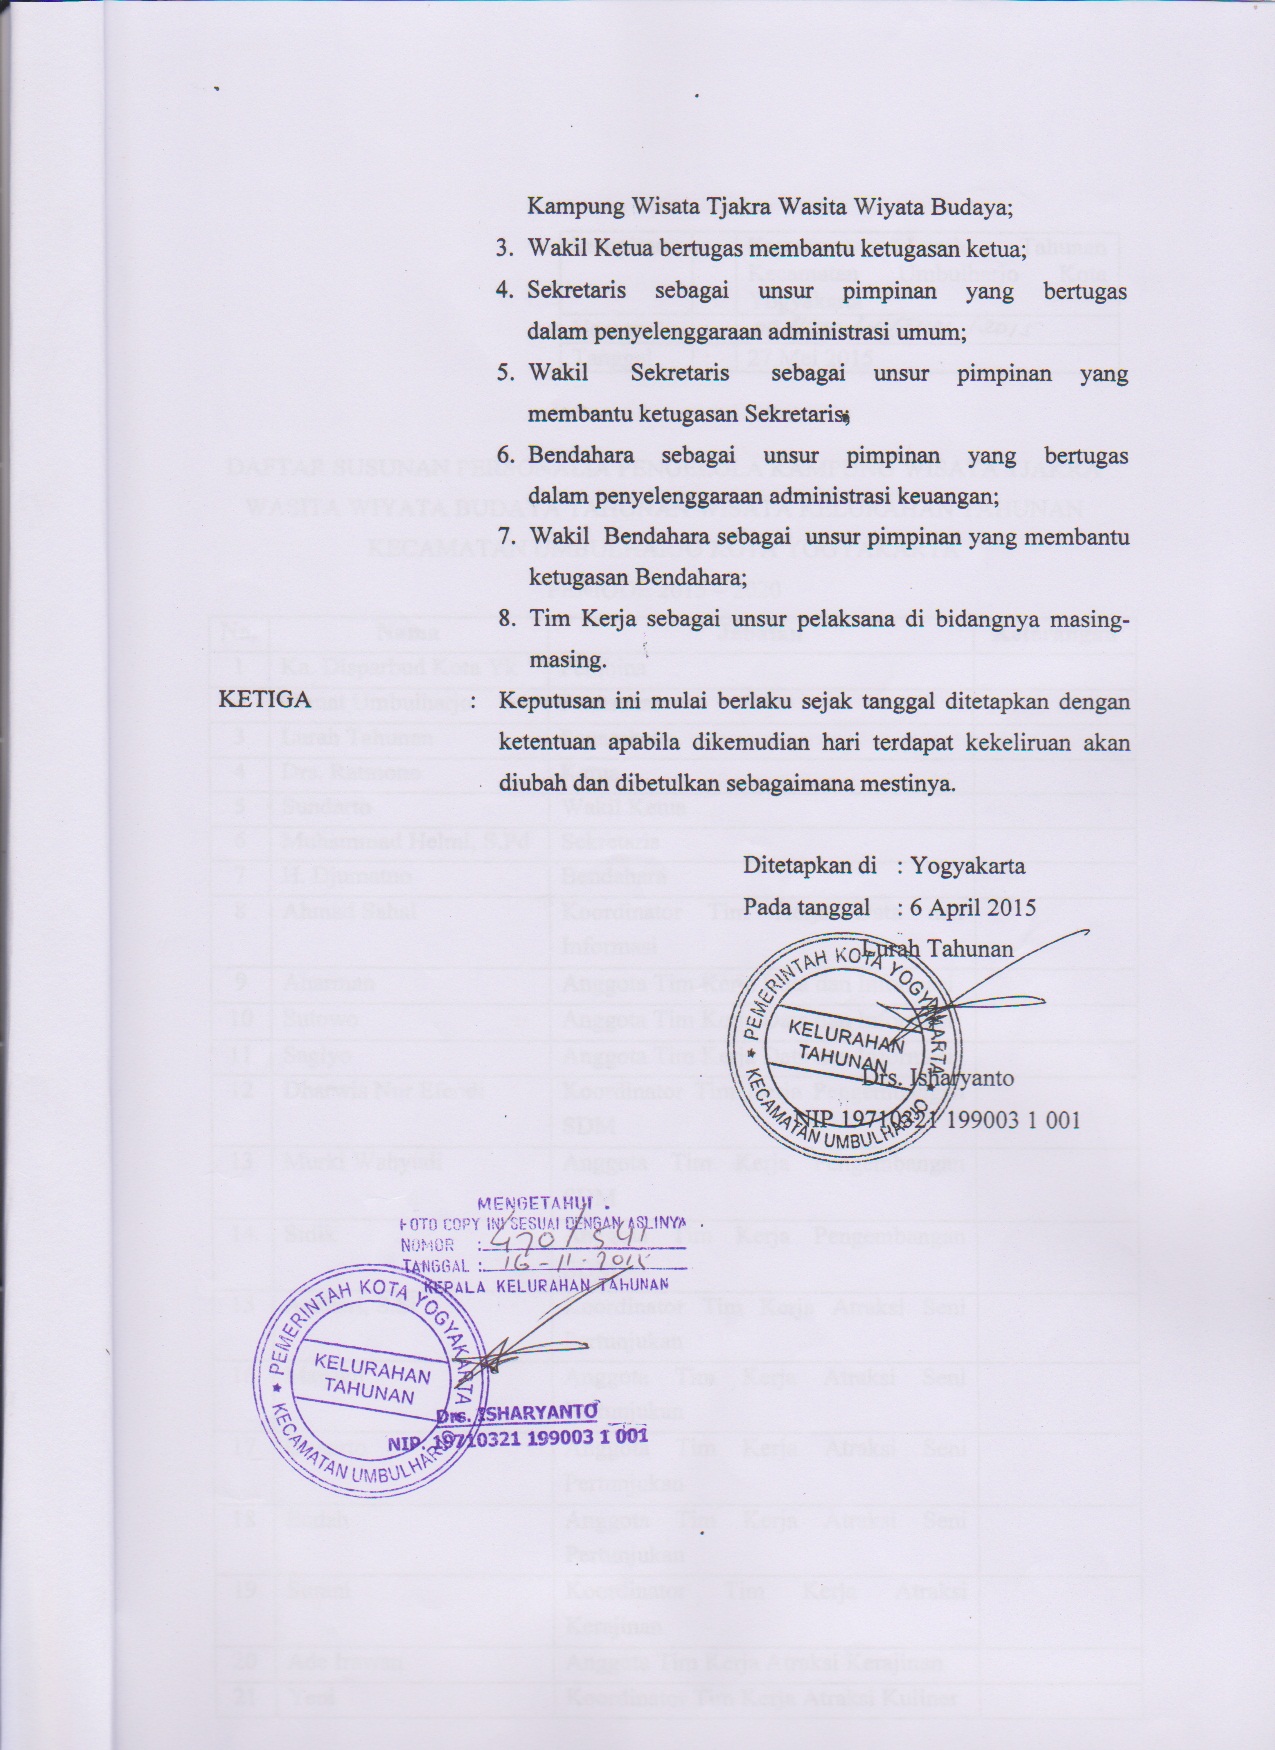 Kampung Wisata Tjakra Wasita Wiyata Budaya;
3. Wakil Ketua bertugas membantu ketugasan ketua;
4. Sekretaris sebagai unsur pimpinan yang bertugas
dalam penyelenggaraan administrasi umum;
5. Wakil Sekretaris sebagai unsur pimpinan yang
membantu ketugasan Sekretaris;
6. Bendahara sebagai unsur pimpinan yang bertugas
dalam penyelenggaraan administrasi keuangan;
7. Wakil Bendahara sebagai unsur pimpinan yang membantu
ketugasan Bendahara;
8. Tim Kerja sebagai unsur pelaksana di bidangnya masing-
masing.
KETIGA : Keputusan ini mulai berlaku sejak tanggal ditetapkan dengan
ketentuan apabila dikemudian hari terdapat kekeliruan akan
diubah dan dibetulkan sebagaimana mestinya.
Ditetapkan di : Yogyakarta
Pada tanggal : 6 April 2015
Lurah Tahunan
PEMERINTAH KOTA YOGYAKARTA
KELURAHAN
TAHUNAN
KECAMATAN UMBULHARJO
Drs. Isharyanto
NIP 19710321 199003 1 001
MENGETAHUI
FOTO COPY INI SESUAI DENGAN ASLINYA
NOMOR : 470/541
TANGGAL : 16-11-2015
KEPALA KELURAHAN TAHUNAN
PEMERINTAH KOTA YOGYAKARTA
KELURAHAN
TAHUNAN
KECAMATAN UMBULHARJO
Drs. ISHARYANTO
NIP. 19710321 199003 1 001